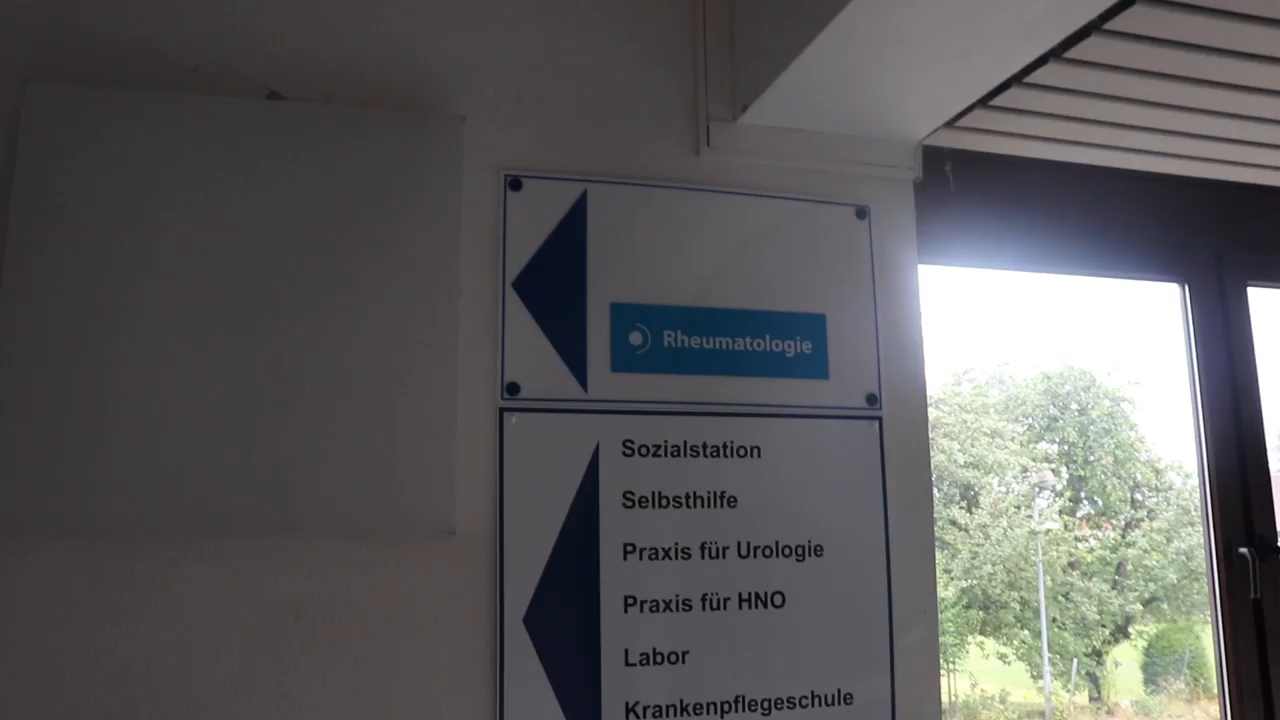 Rheumatologie
Sozialstation
Selbsthilfe
Praxis für Urologie
Praxis für HNO
Labor
Krankenpflegeschule